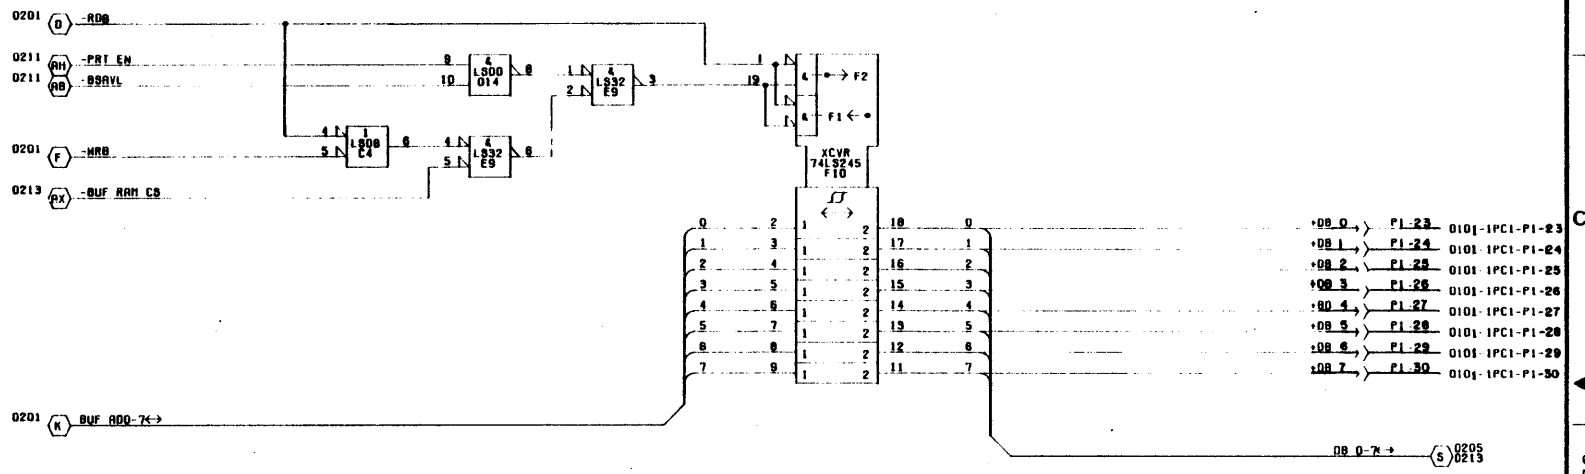 0201 D -RDB
0211 AH -PRT EN
0211 AB -BSAVL
0201 F -WRB
0213 AX -BUF RAM CS
9
10
&
LS00
8
1
2
&
LS32
E9
3
4
5
1
LS08
C4
6
4
5
&
LS32
E9
6
1
19
& F2
& F1
XCVR
74LS245
F10
0 2 1 2 18 0 +DB 0 P1-23 0101-1PC1-P1-23
1 3 1 2 17 1 +DB 1 P1-24 0101-1PC1-P1-24
2 4 1 2 16 2 +DB 2 P1-25 0101-1PC1-P1-25
3 5 1 2 15 3 +DB 3 P1-26 0101-1PC1-P1-26
4 6 1 2 14 4 +BD 4 P1-27 0101-1PC1-P1-27
5 7 1 2 13 5 +DB 5 P1-28 0101-1PC1-P1-28
6 8 1 2 12 6 +DB 6 P1-29 0101-1PC1-P1-29
7 9 1 2 11 7 +DB 7 P1-30 0101-1PC1-P1-30
C
0201 K BUF AD0-7↔
DB 0-7↔ S 0205
0213